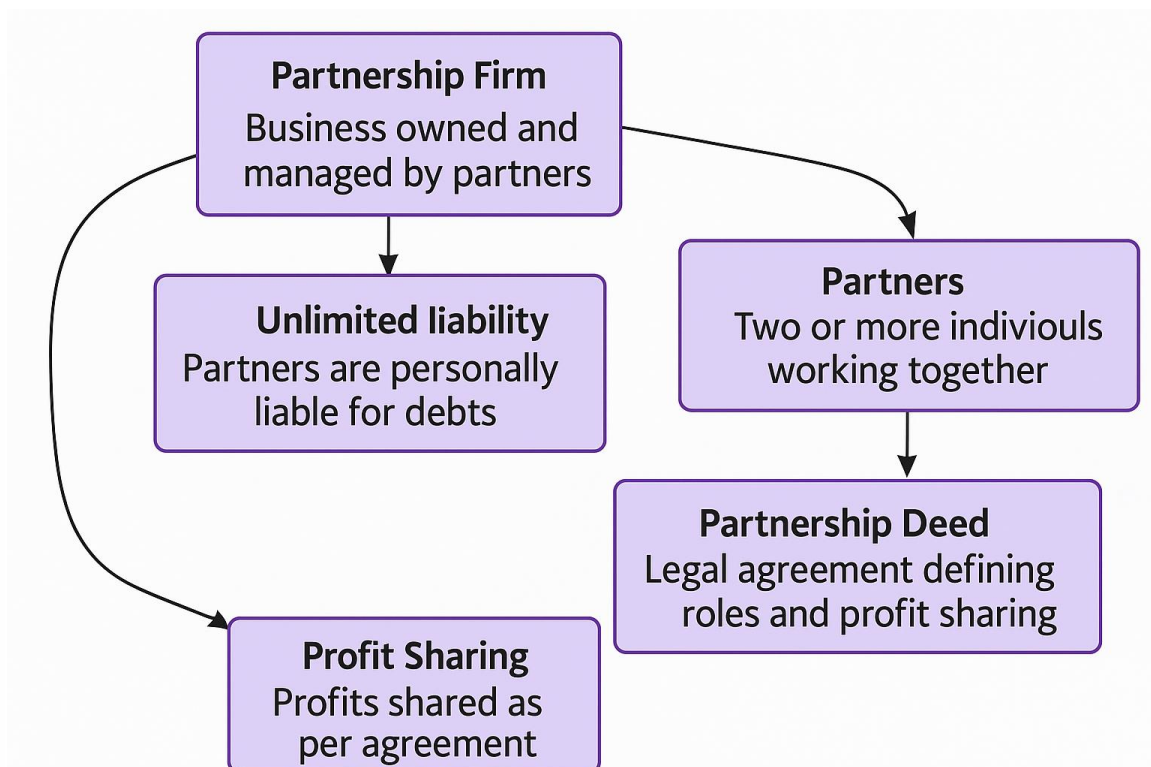 Partnership Firm
Business owned and
managed by partners
Unlimited liability
Partners are personally
liable for debts
Partners
Two or more indiviouls
working together
Partnership Deed
Legal agreement defining
roles and profit sharing
Profit Sharing
Profits shared as
per agreement